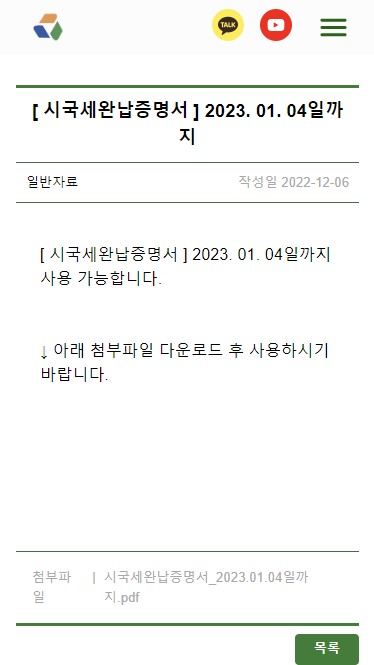 TALK
[ 시국세완납증명서 ] 2023. 01. 04일까
지
일반자료 작성일 2022-12-06
[ 시국세완납증명서 ] 2023. 01. 04일까지
사용 가능합니다.
↓ 아래 첨부파일 다운로드 후 사용하시기
바랍니다.
첨부파 | 시국세완납증명서_2023.01.04일까
일 지.pdf
목록